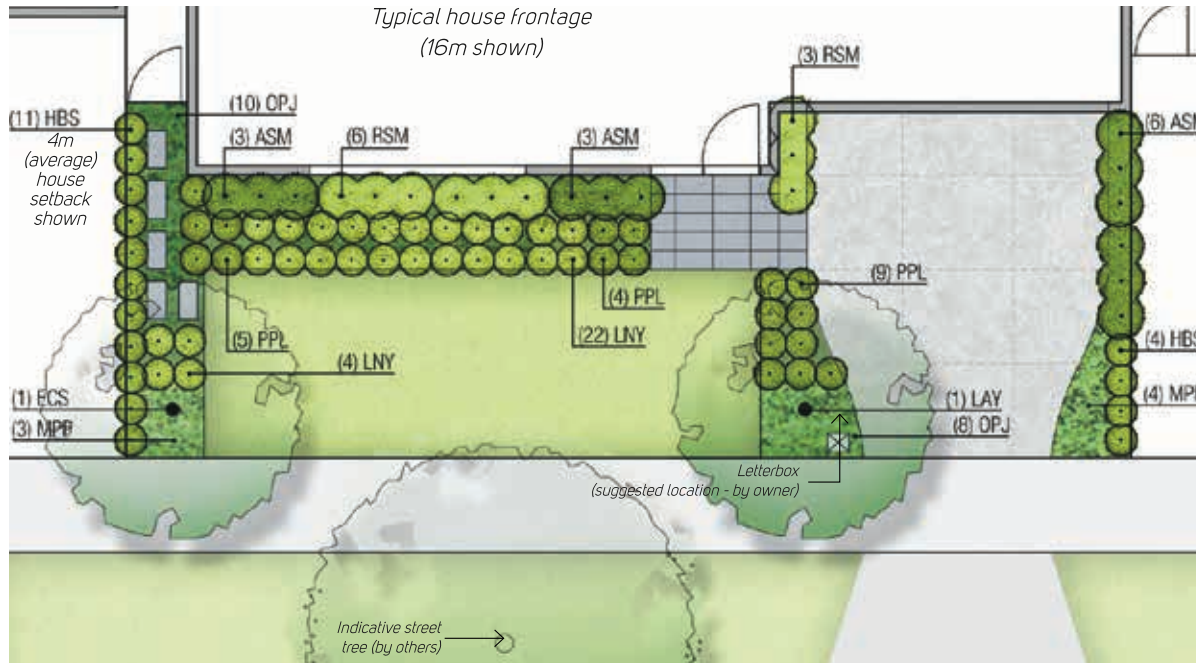 Typical house frontage
(16m shown)
(3) RSM
(11) HBS
(10) OPJ
(3) ASM
(6) RSM
(3) ASM
(6) ASM
4m
(average)
house
setback
shown
(9) PPL
(4) PPL
(5) PPL
(22) LNY
(4) LNY
(4) HBS
(1) ECS
(1) LAY
(4) MPP
(3) MPP
(8) OPJ
Letterbox
(suggested location - by owner)
Indicative street
tree (by others)